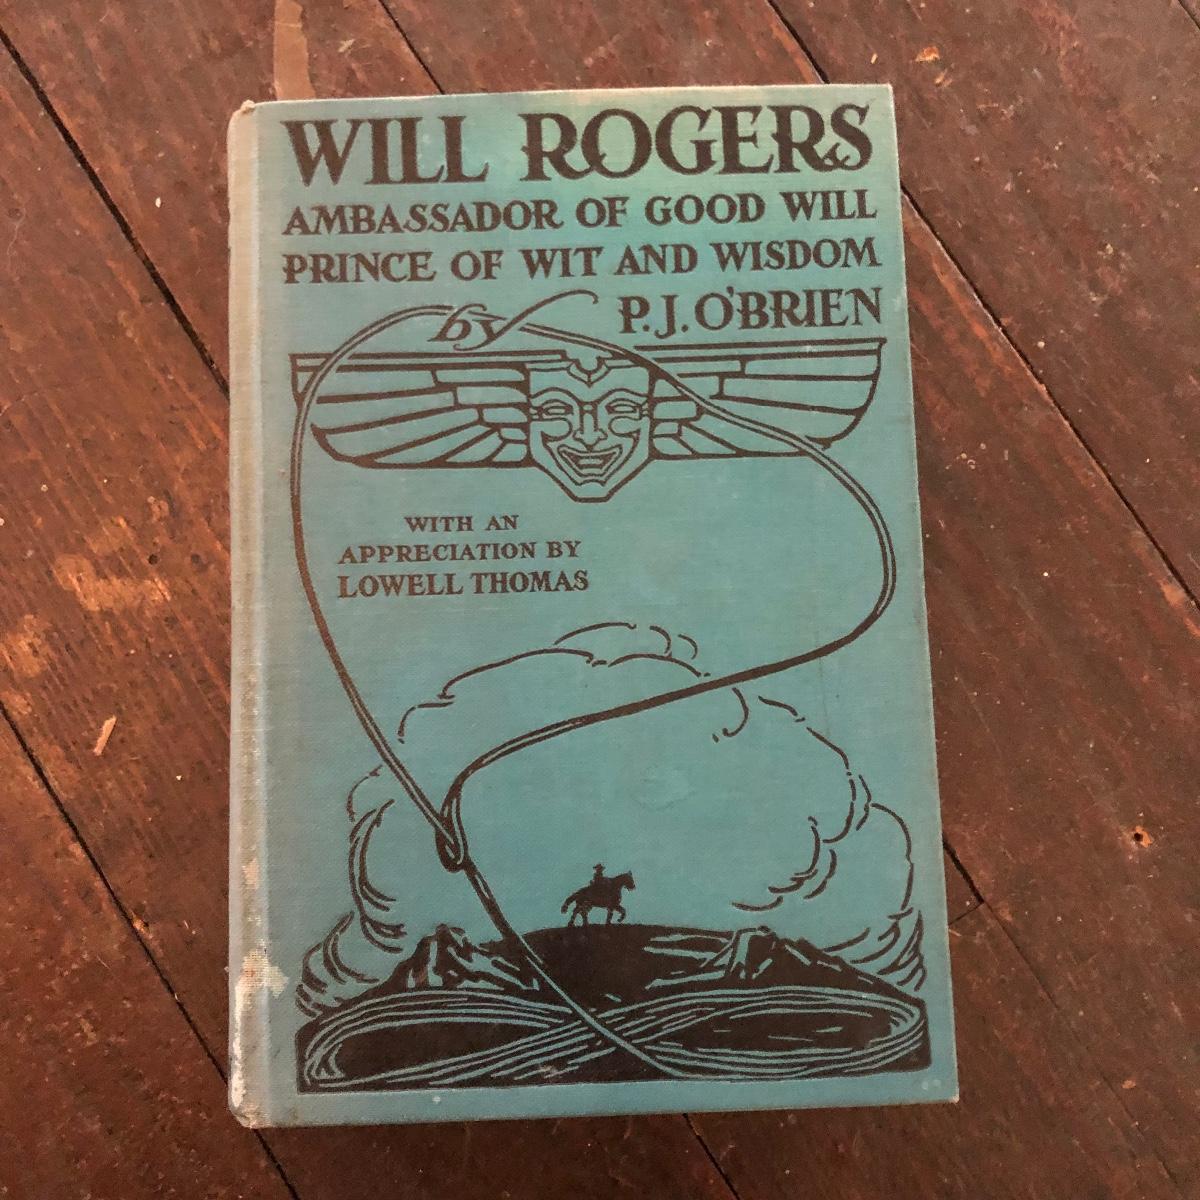 WILL ROGERS
AMBASSADOR OF GOOD WILL
PRINCE OF WIT AND WISDOM
by P.J. O'BRIEN
WITH AN
APPRECIATION BY
LOWELL THOMAS